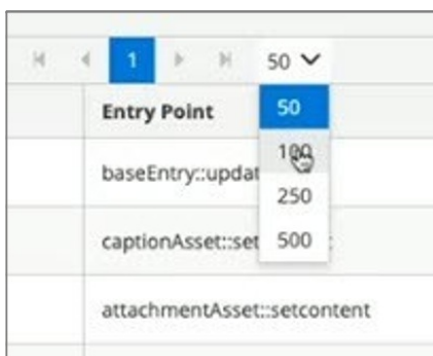 1 50
Entry Point
50
100
baseEntry::updat
250
captionAsset::set
500
attachmentAsset::setcontent